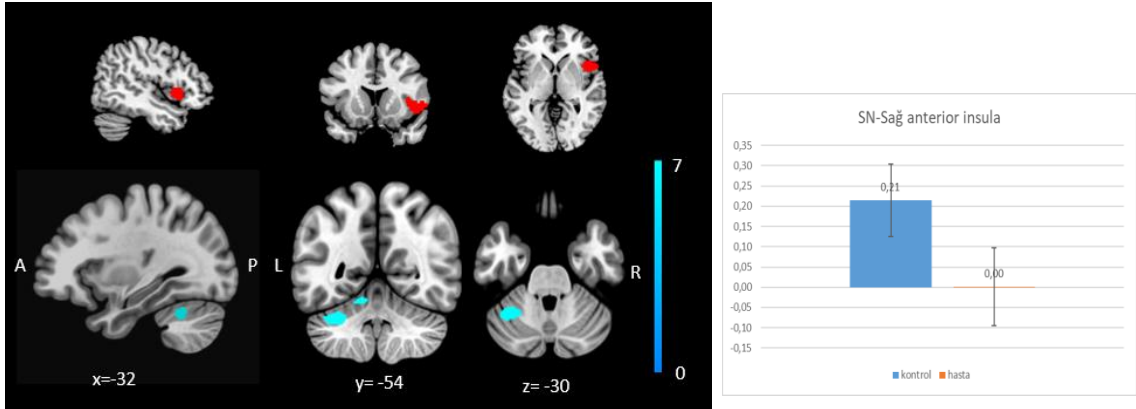 A
P
L
R
7
0
x=-32
y= -54
z= -30
SN-Sağ anterior insula
0,35
0,30
0,25
0,20
0,15
0,10
0,05
0,00
-0,05
-0,10
-0,15
0,21
0,00
kontrol hasta